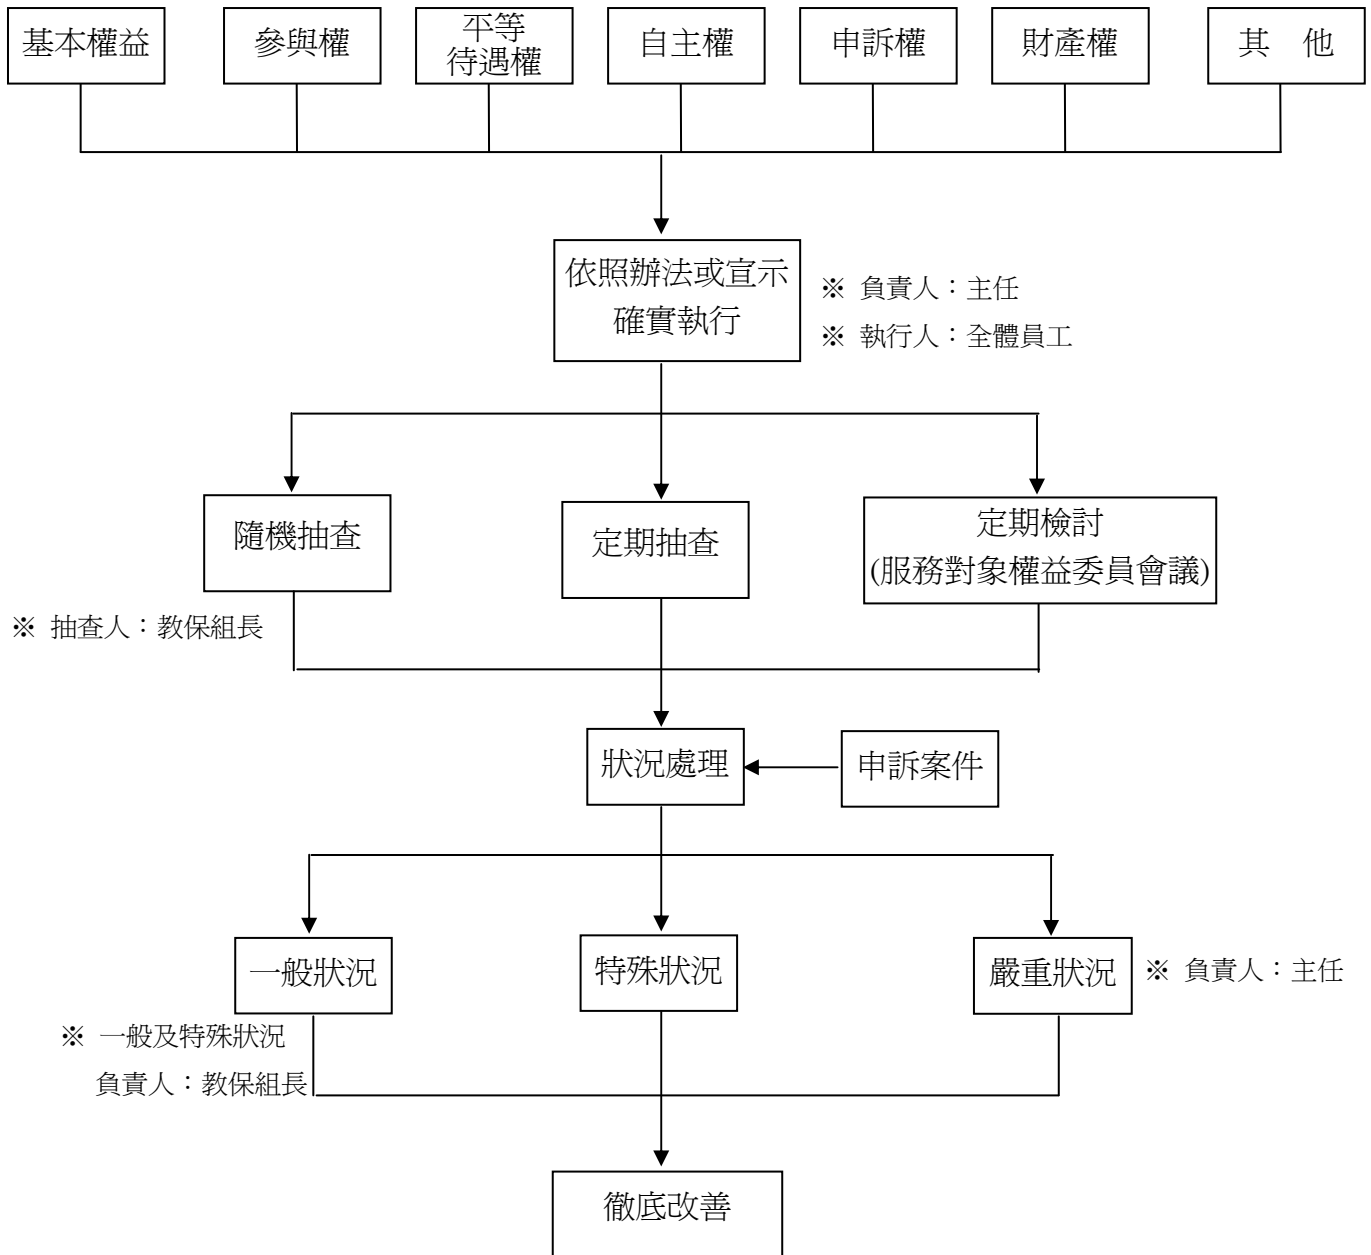 基本權益
參與權
平等
待遇權
自主權
申訴權
財產權
其 他
依照辦法或宣示
確實執行
※ 負責人：主任
※ 執行人：全體員工
隨機抽查
定期抽查
定期檢討
(服務對象權益委員會議)
※ 抽查人：教保組長
狀況處理
申訴案件
一般狀況
特殊狀況
嚴重狀況
※ 負責人：主任
※ 一般及特殊狀況
負責人：教保組長
徹底改善